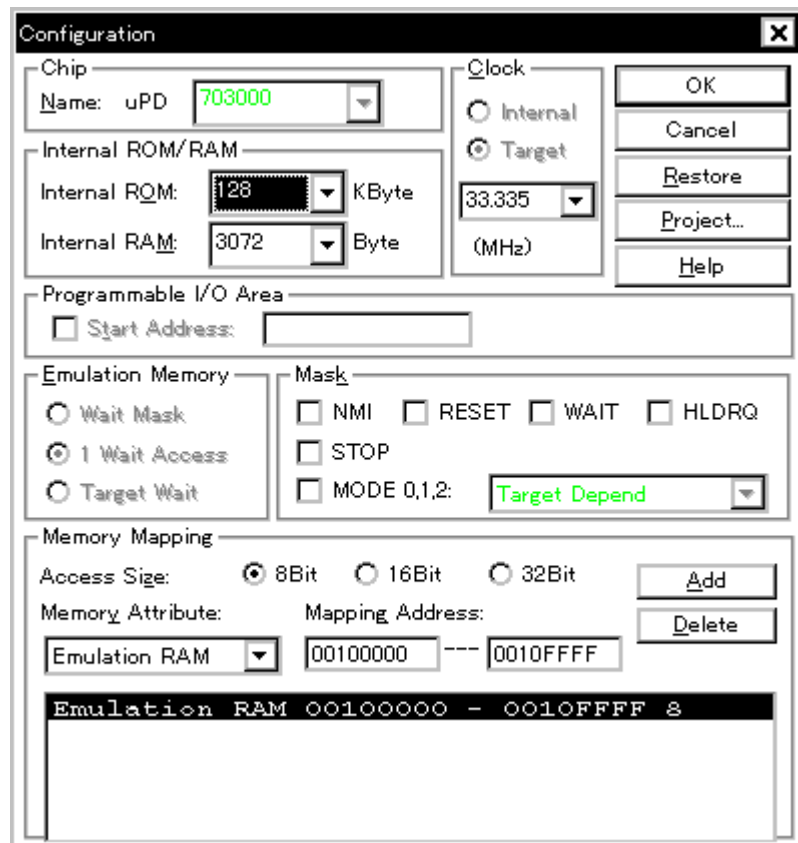 Configuration
Chip
Name: uPD 703000
Clock
Internal
Target
33.335
(MHz)
OK
Cancel
Restore
Project...
Help
Internal ROM/RAM
Internal ROM: 128 KByte
Internal RAM: 3072 Byte
Programmable I/O Area
Start Address:
Emulation Memory
Wait Mask
1 Wait Access
Target Wait
Mask
NMI RESET WAIT HLDRQ
STOP
MODE 0,1,2: Target Depend
Memory Mapping
Access Size: 8Bit 16Bit 32Bit
Add
Memory Attribute: Mapping Address:
Delete
Emulation RAM 00100000 --- 0010FFFF
Emulation RAM 00100000 - 0010FFFF 8